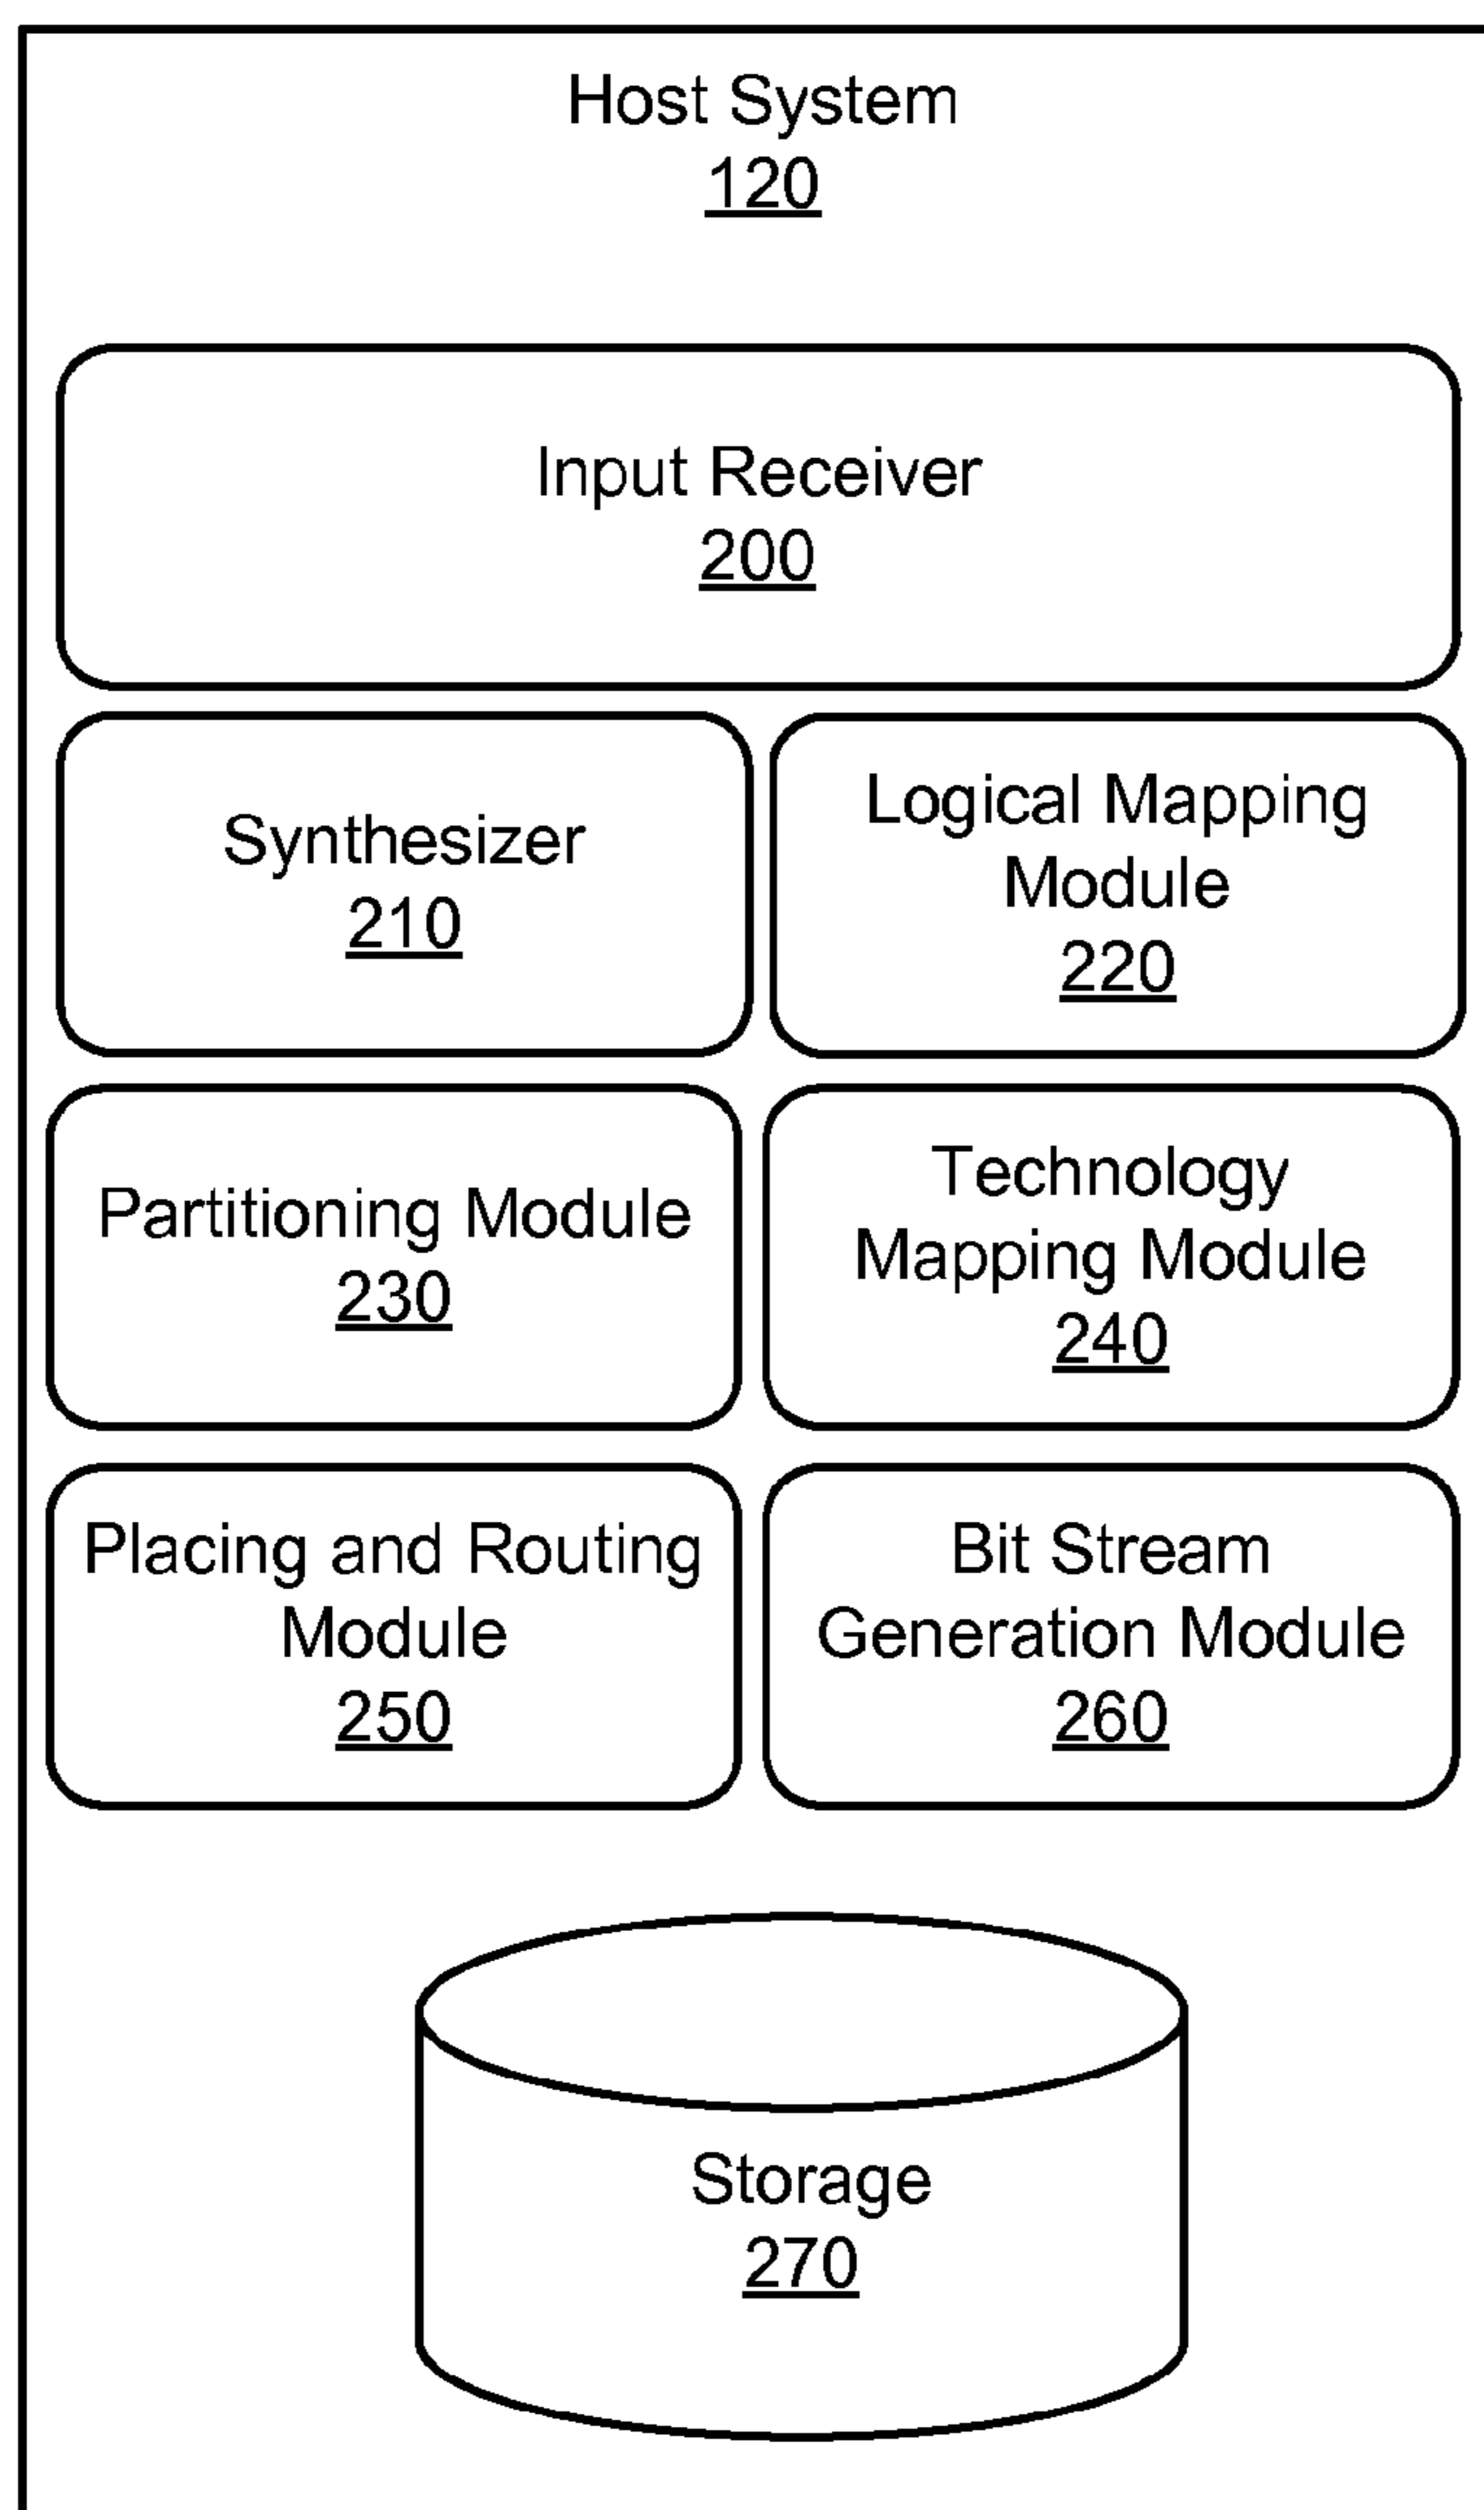 Host System
120
Input Receiver
200
Synthesizer
210
Logical Mapping
Module
220
Partitioning Module
230
Technology
Mapping Module
240
Placing and Routing
Module
250
Bit Stream
Generation Module
260
Storage
270